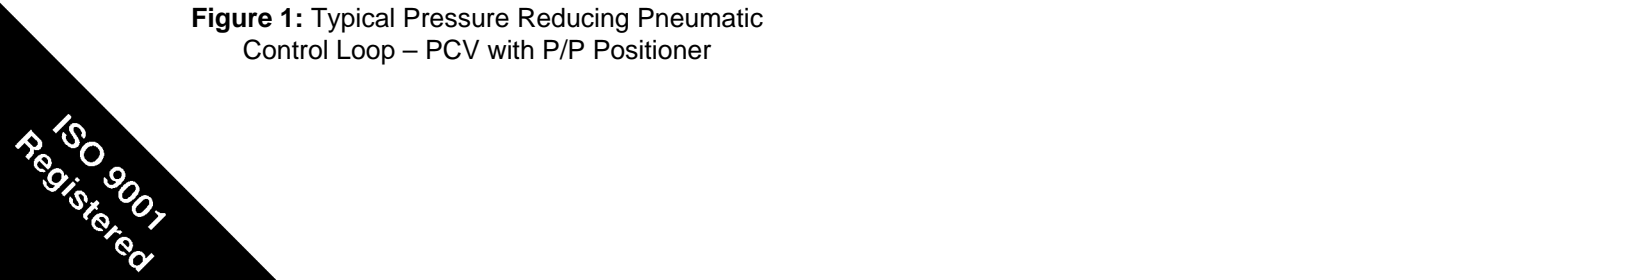 Figure 1: Typical Pressure Reducing Pneumatic
Control Loop – PCV with P/P Positioner
ISO 9001
Registered